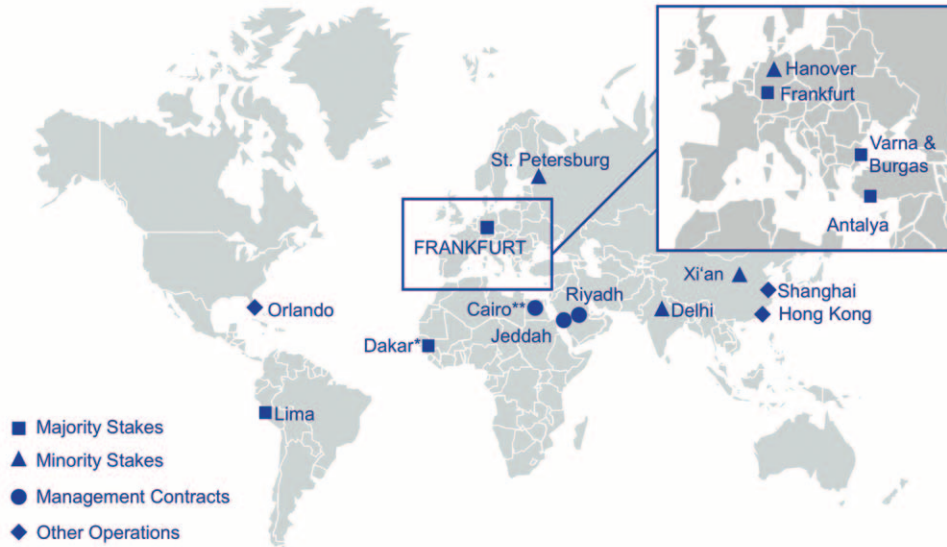 Hanover
Frankfurt
Varna &
Burgas
Antalya
St. Petersburg
FRANKFURT
Xi'an
Shanghai
Hong Kong
Delhi
Riyadh
Cairo**
Jeddah
Orlando
Dakar*
Lima
Majority Stakes
Minority Stakes
Management Contracts
Other Operations